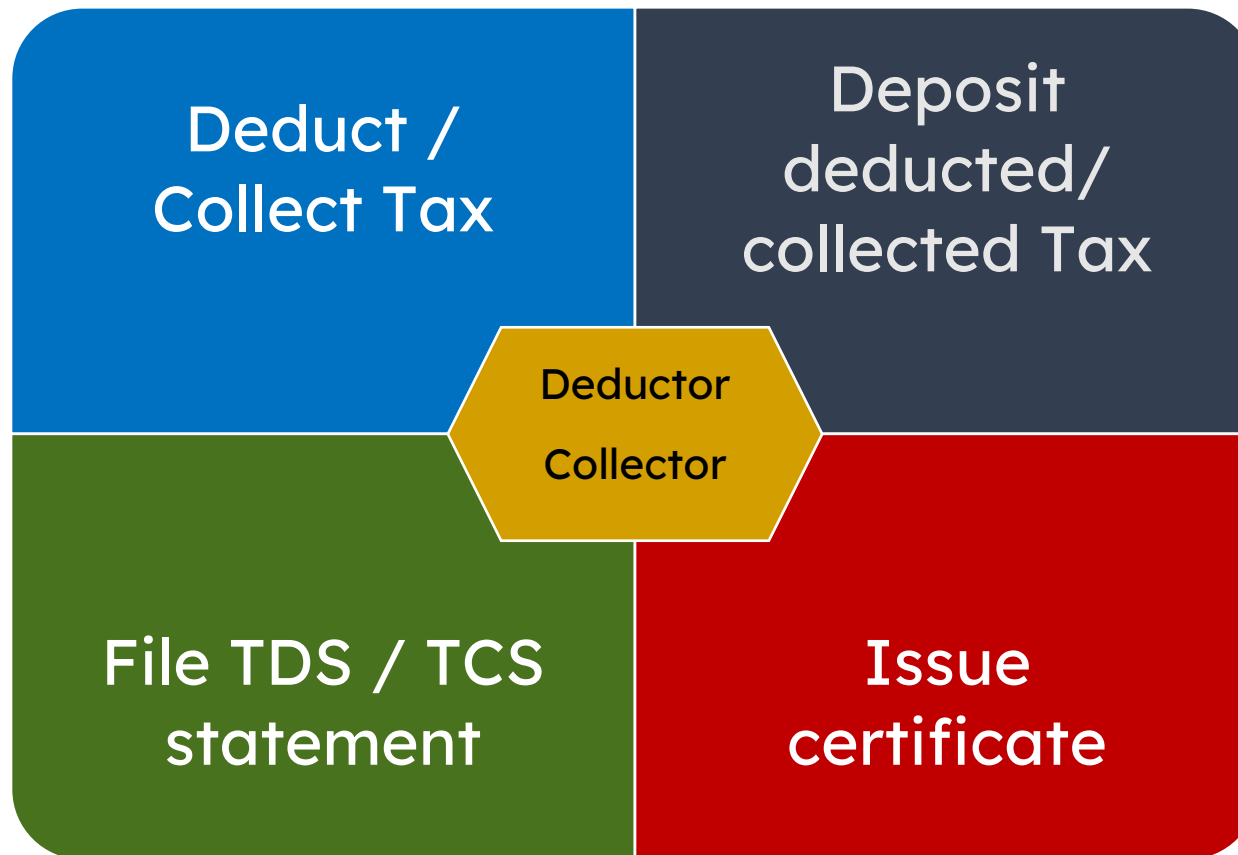 Deduct /
Collect Tax
Deposit
deducted/
collected Tax
Deductor
Collector
File TDS / TCS
statement
Issue
certificate